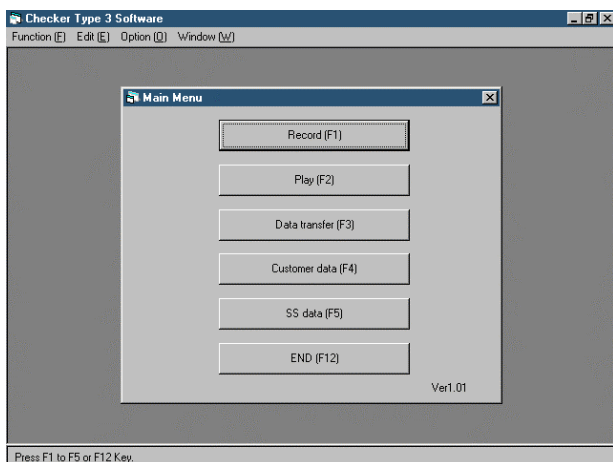 Checker Type 3 Software
Function (F) Edit (E) Option (O) Window (W)
Main Menu
Record (F1)
Play (F2)
Data transfer (F3)
Customer data (F4)
SS data (F5)
END (F12)
Ver1.01
Press F1 to F5 or F12 Key.